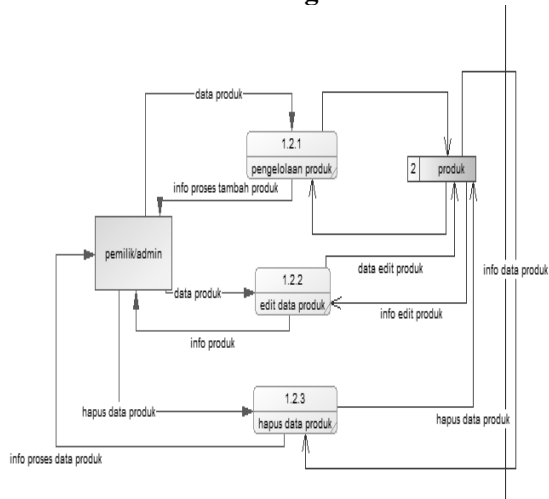 data produk
1.2.1
pengelolaan produk
2 produk
info proses tambah produk
pemilik/admin
data edit produk
info data produk
1.2.2
data produk
edit data produk
info edit produk
info produk
1.2.3
hapus data produk
hapus data produk
hapus data produk
info proses data produk